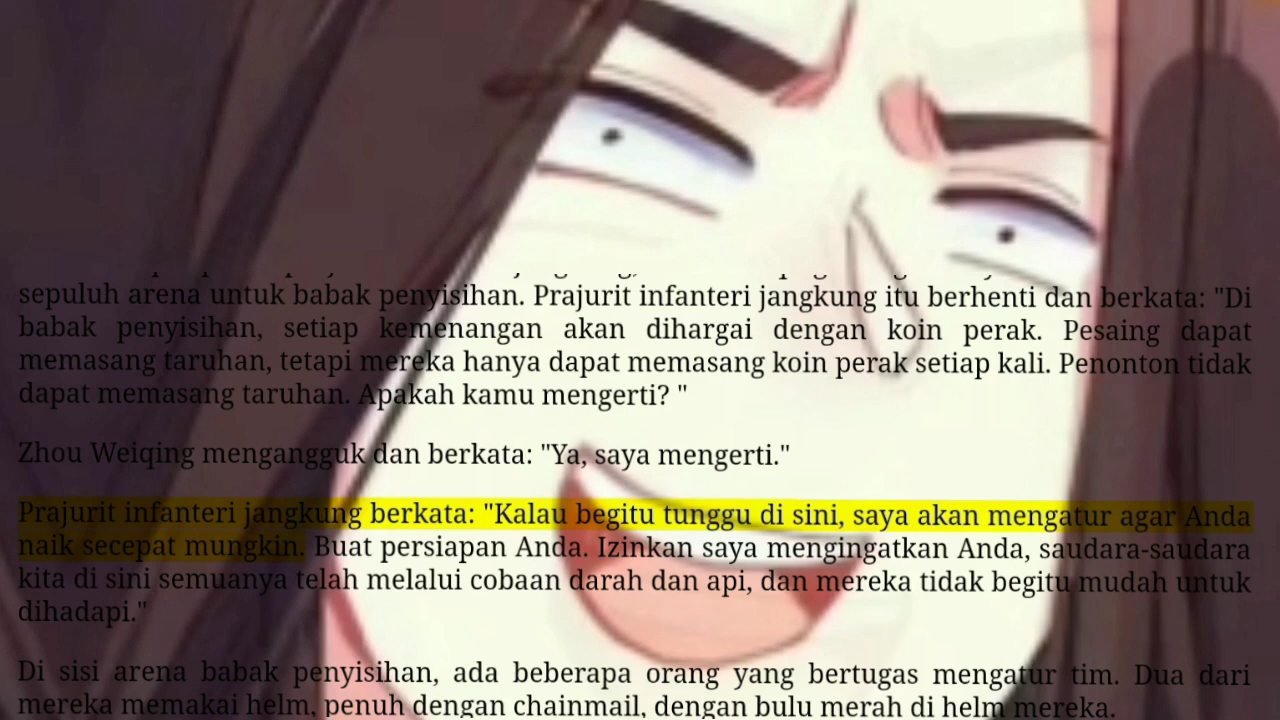 sepuluh arena untuk babak penyisihan. Prajurit infanteri jangkung itu berhenti dan berkata: "Di
babak penyisihan, setiap kemenangan akan dihargai dengan koin perak. Pesaing dapat
memasang taruhan, tetapi mereka hanya dapat memasang koin perak setiap kali. Penonton tidak
dapat memasang taruhan. Apakah kamu mengerti? "
Zhou Weiqing mengangguk dan berkata: "Ya, saya mengerti."
Prajurit infanteri jangkung berkata: "Kalau begitu tunggu di sini, saya akan mengatur agar Anda
naik secepat mungkin. Buat persiapan Anda. Izinkan saya mengingatkan Anda, saudara-saudara
kita di sini semuanya telah melalui cobaan darah dan api, dan mereka tidak begitu mudah untuk
dihadapi."
Di sisi arena babak penyisihan, ada beberapa orang yang bertugas mengatur tim. Dua dari
mereka memakai helm, penuh dengan chainmail, dengan bulu merah di helm mereka.